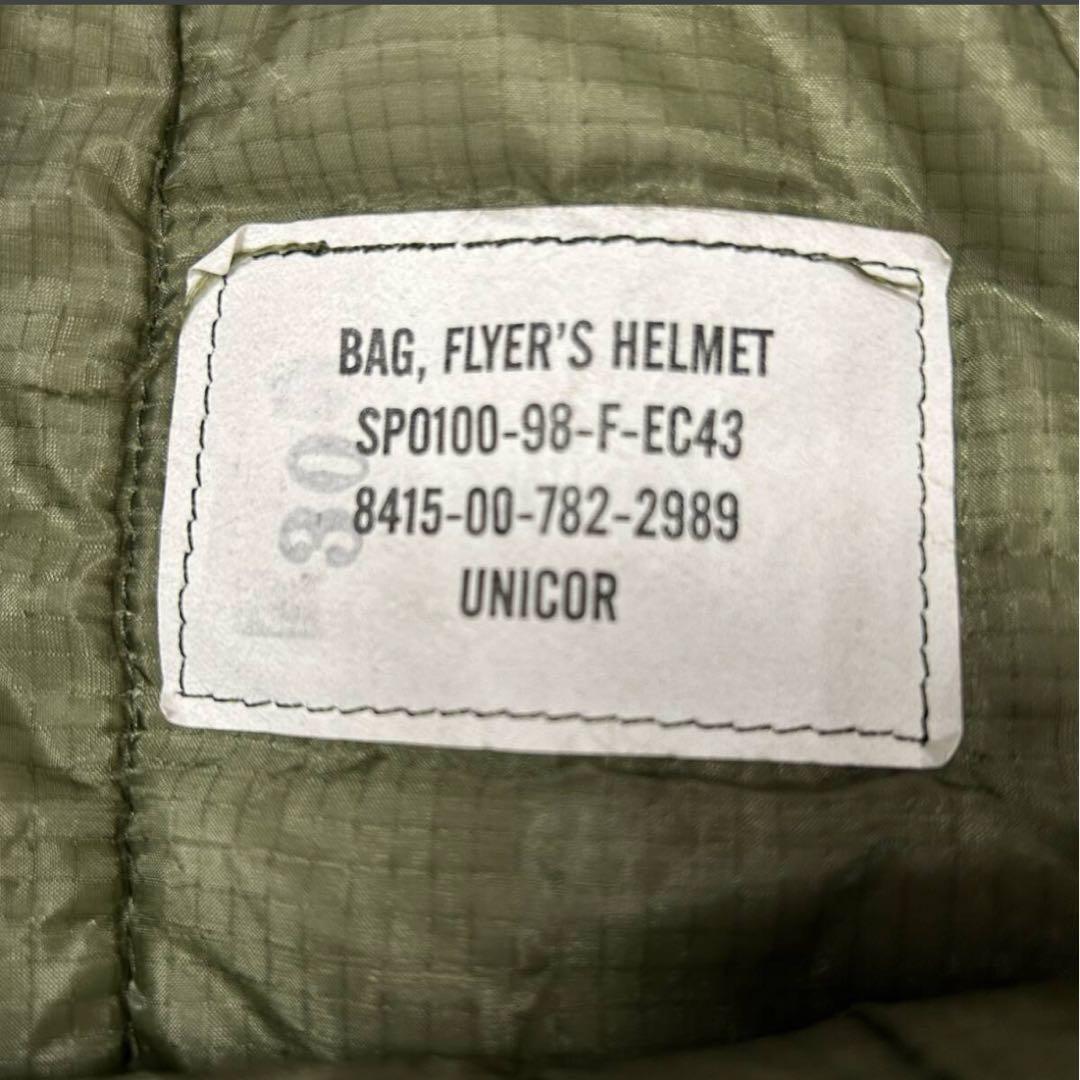 BAG, FLYER'S HELMET
SP0100-98-F-EC43
8415-00-782-2989
UNICOR